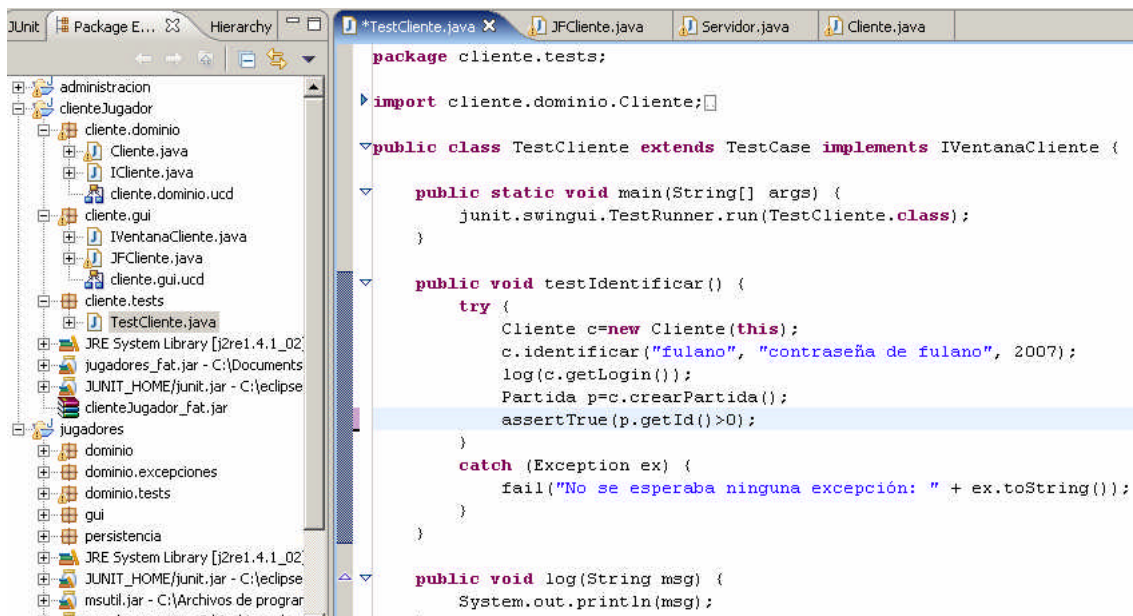 JUnit Package E... Hierarchy
administracion
clienteJugador
cliente.dominio
Cliente.java
ICliente.java
cliente.dominio.ucd
cliente.gui
IVentanaCliente.java
JFCliente.java
cliente.gui.ucd
cliente.tests
TestCliente.java
JRE System Library [j2re1.4.1_02]
jugadores_fat.jar - C:\Documents
JUNIT_HOME/junit.jar - C:\eclipse
clienteJugador_fat.jar
jugadores
dominio
dominio.excepciones
dominio.tests
gui
persistencia
JRE System Library [j2re1.4.1_02]
JUNIT_HOME/junit.jar - C:\eclipse
msutil.jar - C:\Archivos de prograr
*TestCliente.java JFCliente.java Servidor.java Cliente.java
package cliente.tests;
import cliente.dominio.Cliente;
public class TestCliente extends TestCase implements IVentanaCliente {
public static void main(String[] args) {
junit.swingui.TestRunner.run(TestCliente.class);
}
public void testIdentificar() {
try {
Cliente c=new Cliente(this);
c.identificar("fulano", "contraseña de fulano", 2007);
log(c.getLogin());
Partida p=c.crearPartida();
assertTrue(p.getId()>0);
}
catch (Exception ex) {
fail("No se esperaba ninguna excepción: " + ex.toString());
}
}
public void log(String msg) {
System.out.println(msg);